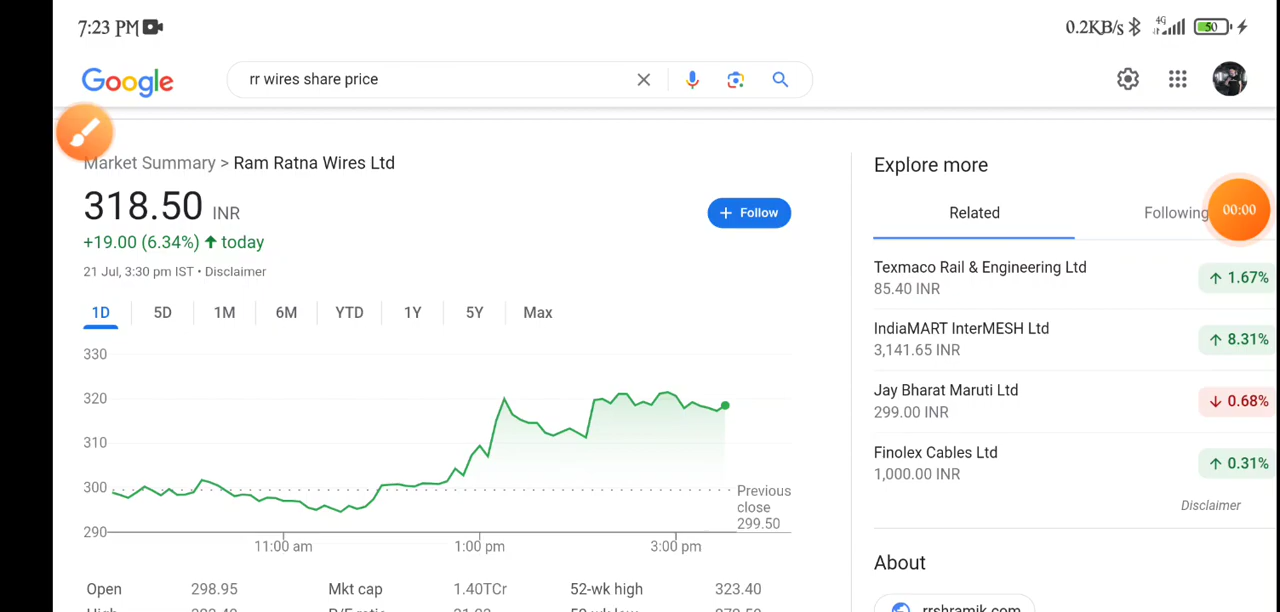 7:23 PM
0.2KB/s 4G 50
Google
rr wires share price
Market Summary > Ram Ratna Wires Ltd
318.50 INR
+19.00 (6.34%) ↑ today
21 Jul, 3:30 pm IST • Disclaimer
+ Follow
1D 5D 1M 6M YTD 1Y 5Y Max
330
320
310
300
290
Previous
close
299.50
11:00 am 1:00 pm 3:00 pm
Open 298.95 Mkt cap 1.40TCr 52-wk high 323.40
Explore more
Related Following
00:00
Texmaco Rail & Engineering Ltd
85.40 INR
↑ 1.67%
IndiaMART InterMESH Ltd
3,141.65 INR
↑ 8.31%
Jay Bharat Maruti Ltd
299.00 INR
↓ 0.68%
Finolex Cables Ltd
1,000.00 INR
↑ 0.31%
Disclaimer
About
rrshramik.com